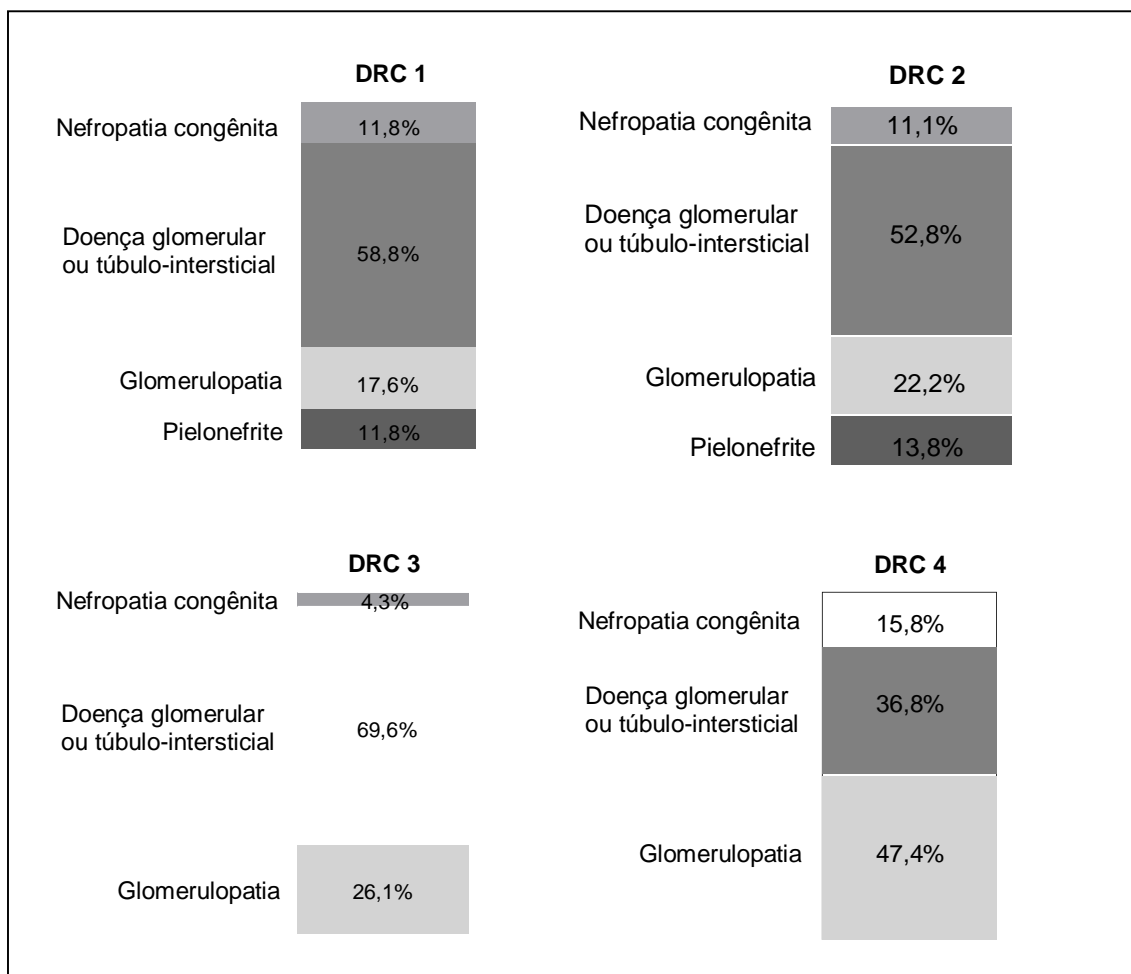 DRC 1
Nefropatia congênita
11,8%
Doença glomerular
ou túbulo-intersticial
58,8%
Glomerulopatia
17,6%
Pielonefrite
11,8%
DRC 2
Nefropatia congênita
11,1%
Doença glomerular
ou túbulo-intersticial
52,8%
Glomerulopatia
22,2%
Pielonefrite
13,8%
DRC 3
Nefropatia congênita
4,3%
Doença glomerular
ou túbulo-intersticial
69,6%
Glomerulopatia
26,1%
DRC 4
Nefropatia congênita
15,8%
Doença glomerular
ou túbulo-intersticial
36,8%
Glomerulopatia
47,4%